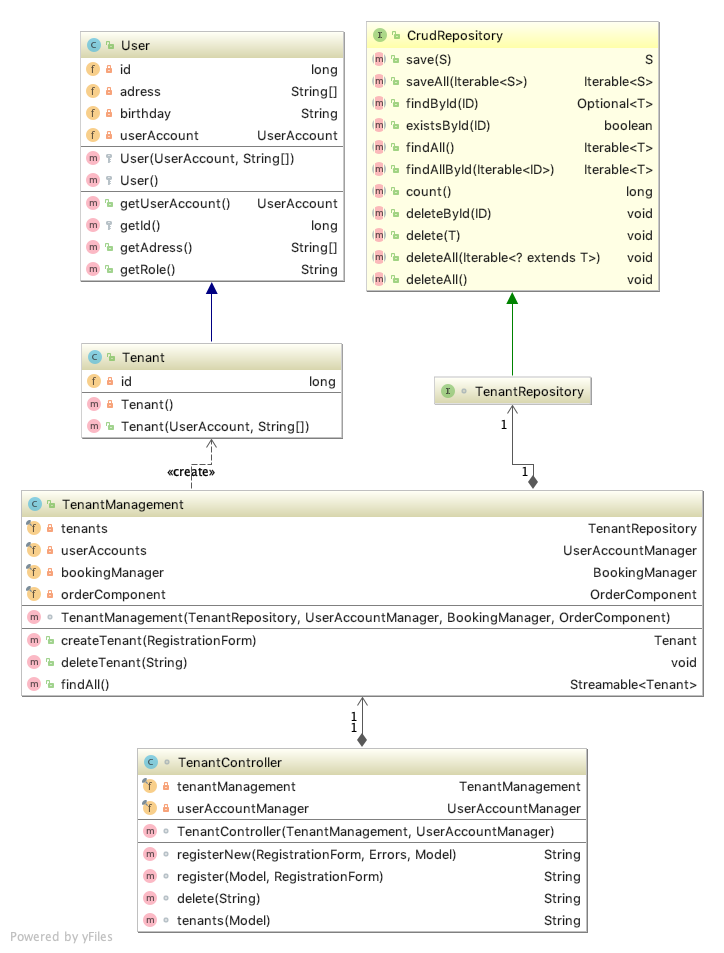 User
id long
adress String[]
birthday String
userAccount UserAccount
User(UserAccount, String[])
User()
getUserAccount() UserAccount
getId() long
getAdress() String[]
getRole() String
CrudRepository
save(S) S
saveAll(Iterable<S>) Iterable<S>
findById(ID) Optional<T>
existsById(ID) boolean
findAll() Iterable<T>
findAllById(Iterable<ID>) Iterable<T>
count() long
deleteById(ID) void
delete(T) void
deleteAll(Iterable<? extends T>) void
deleteAll() void
Tenant
id long
Tenant()
Tenant(UserAccount, String[])
TenantRepository
1
1
«create»
TenantManagement
tenants TenantRepository
userAccounts UserAccountManager
bookingManager BookingManager
orderComponent OrderComponent
TenantManagement(TenantRepository, UserAccountManager, BookingManager, OrderComponent)
createTenant(RegistrationForm) Tenant
deleteTenant(String) void
findAll() Streamable<Tenant>
1
1
TenantController
tenantManagement TenantManagement
userAccountManager UserAccountManager
TenantController(TenantManagement, UserAccountManager)
registerNew(RegistrationForm, Errors, Model) String
register(Model, RegistrationForm) String
delete(String) String
tenants(Model) String
Powered by yFiles